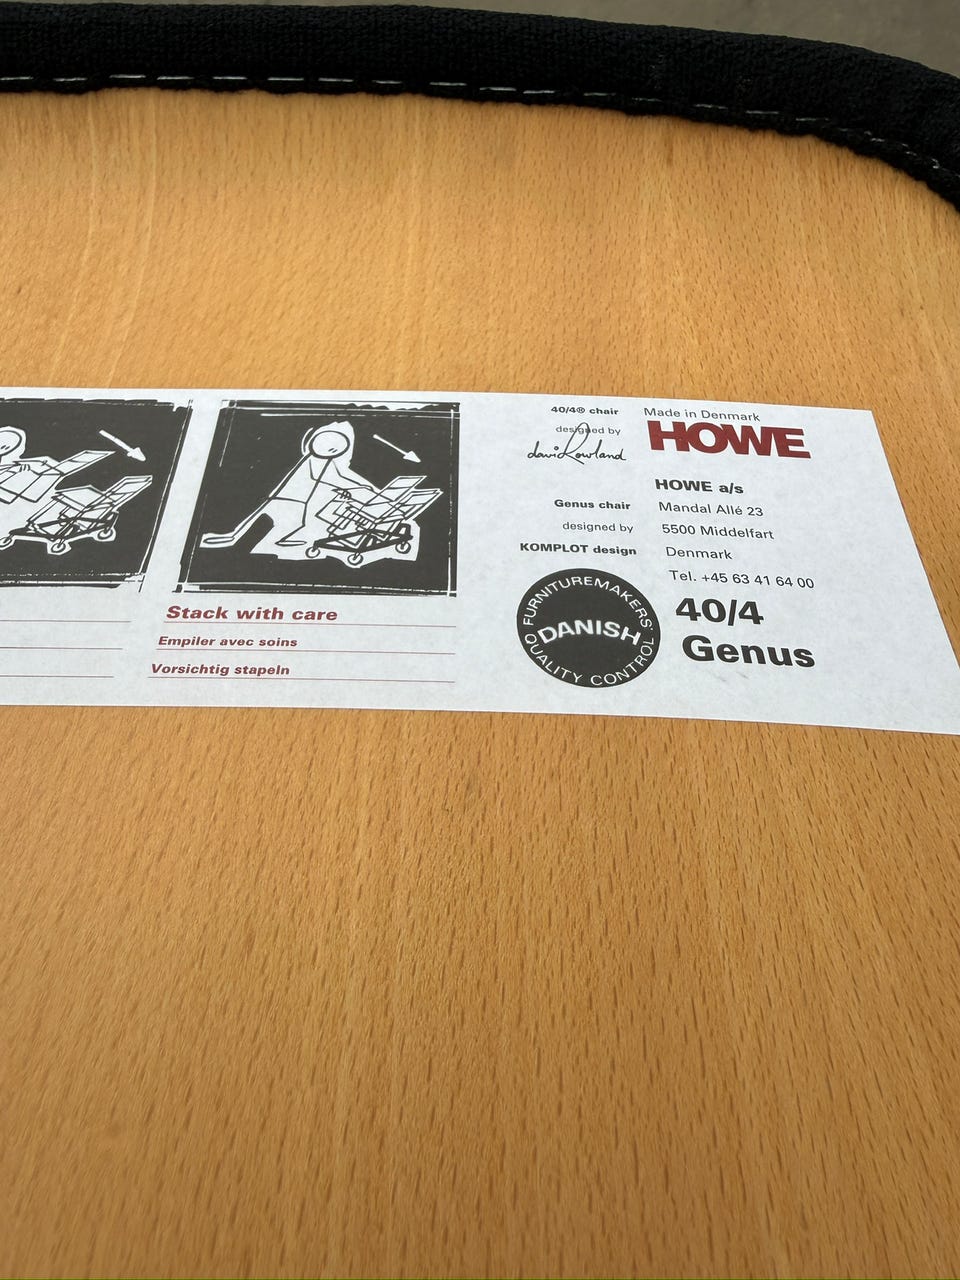 Stack with care
Empiler avec soins
Vorsichtig stapeln
40/4® chair
designed by
david Rowland
Genus chair
designed by
KOMPLOT design
FURNITUREMAKERS'
DANISH
QUALITY CONTROL
Made in Denmark
HOWE
HOWE a/s
Mandal Allé 23
5500 Middelfart
Denmark
Tel. +45 63 41 64 00
40/4
Genus